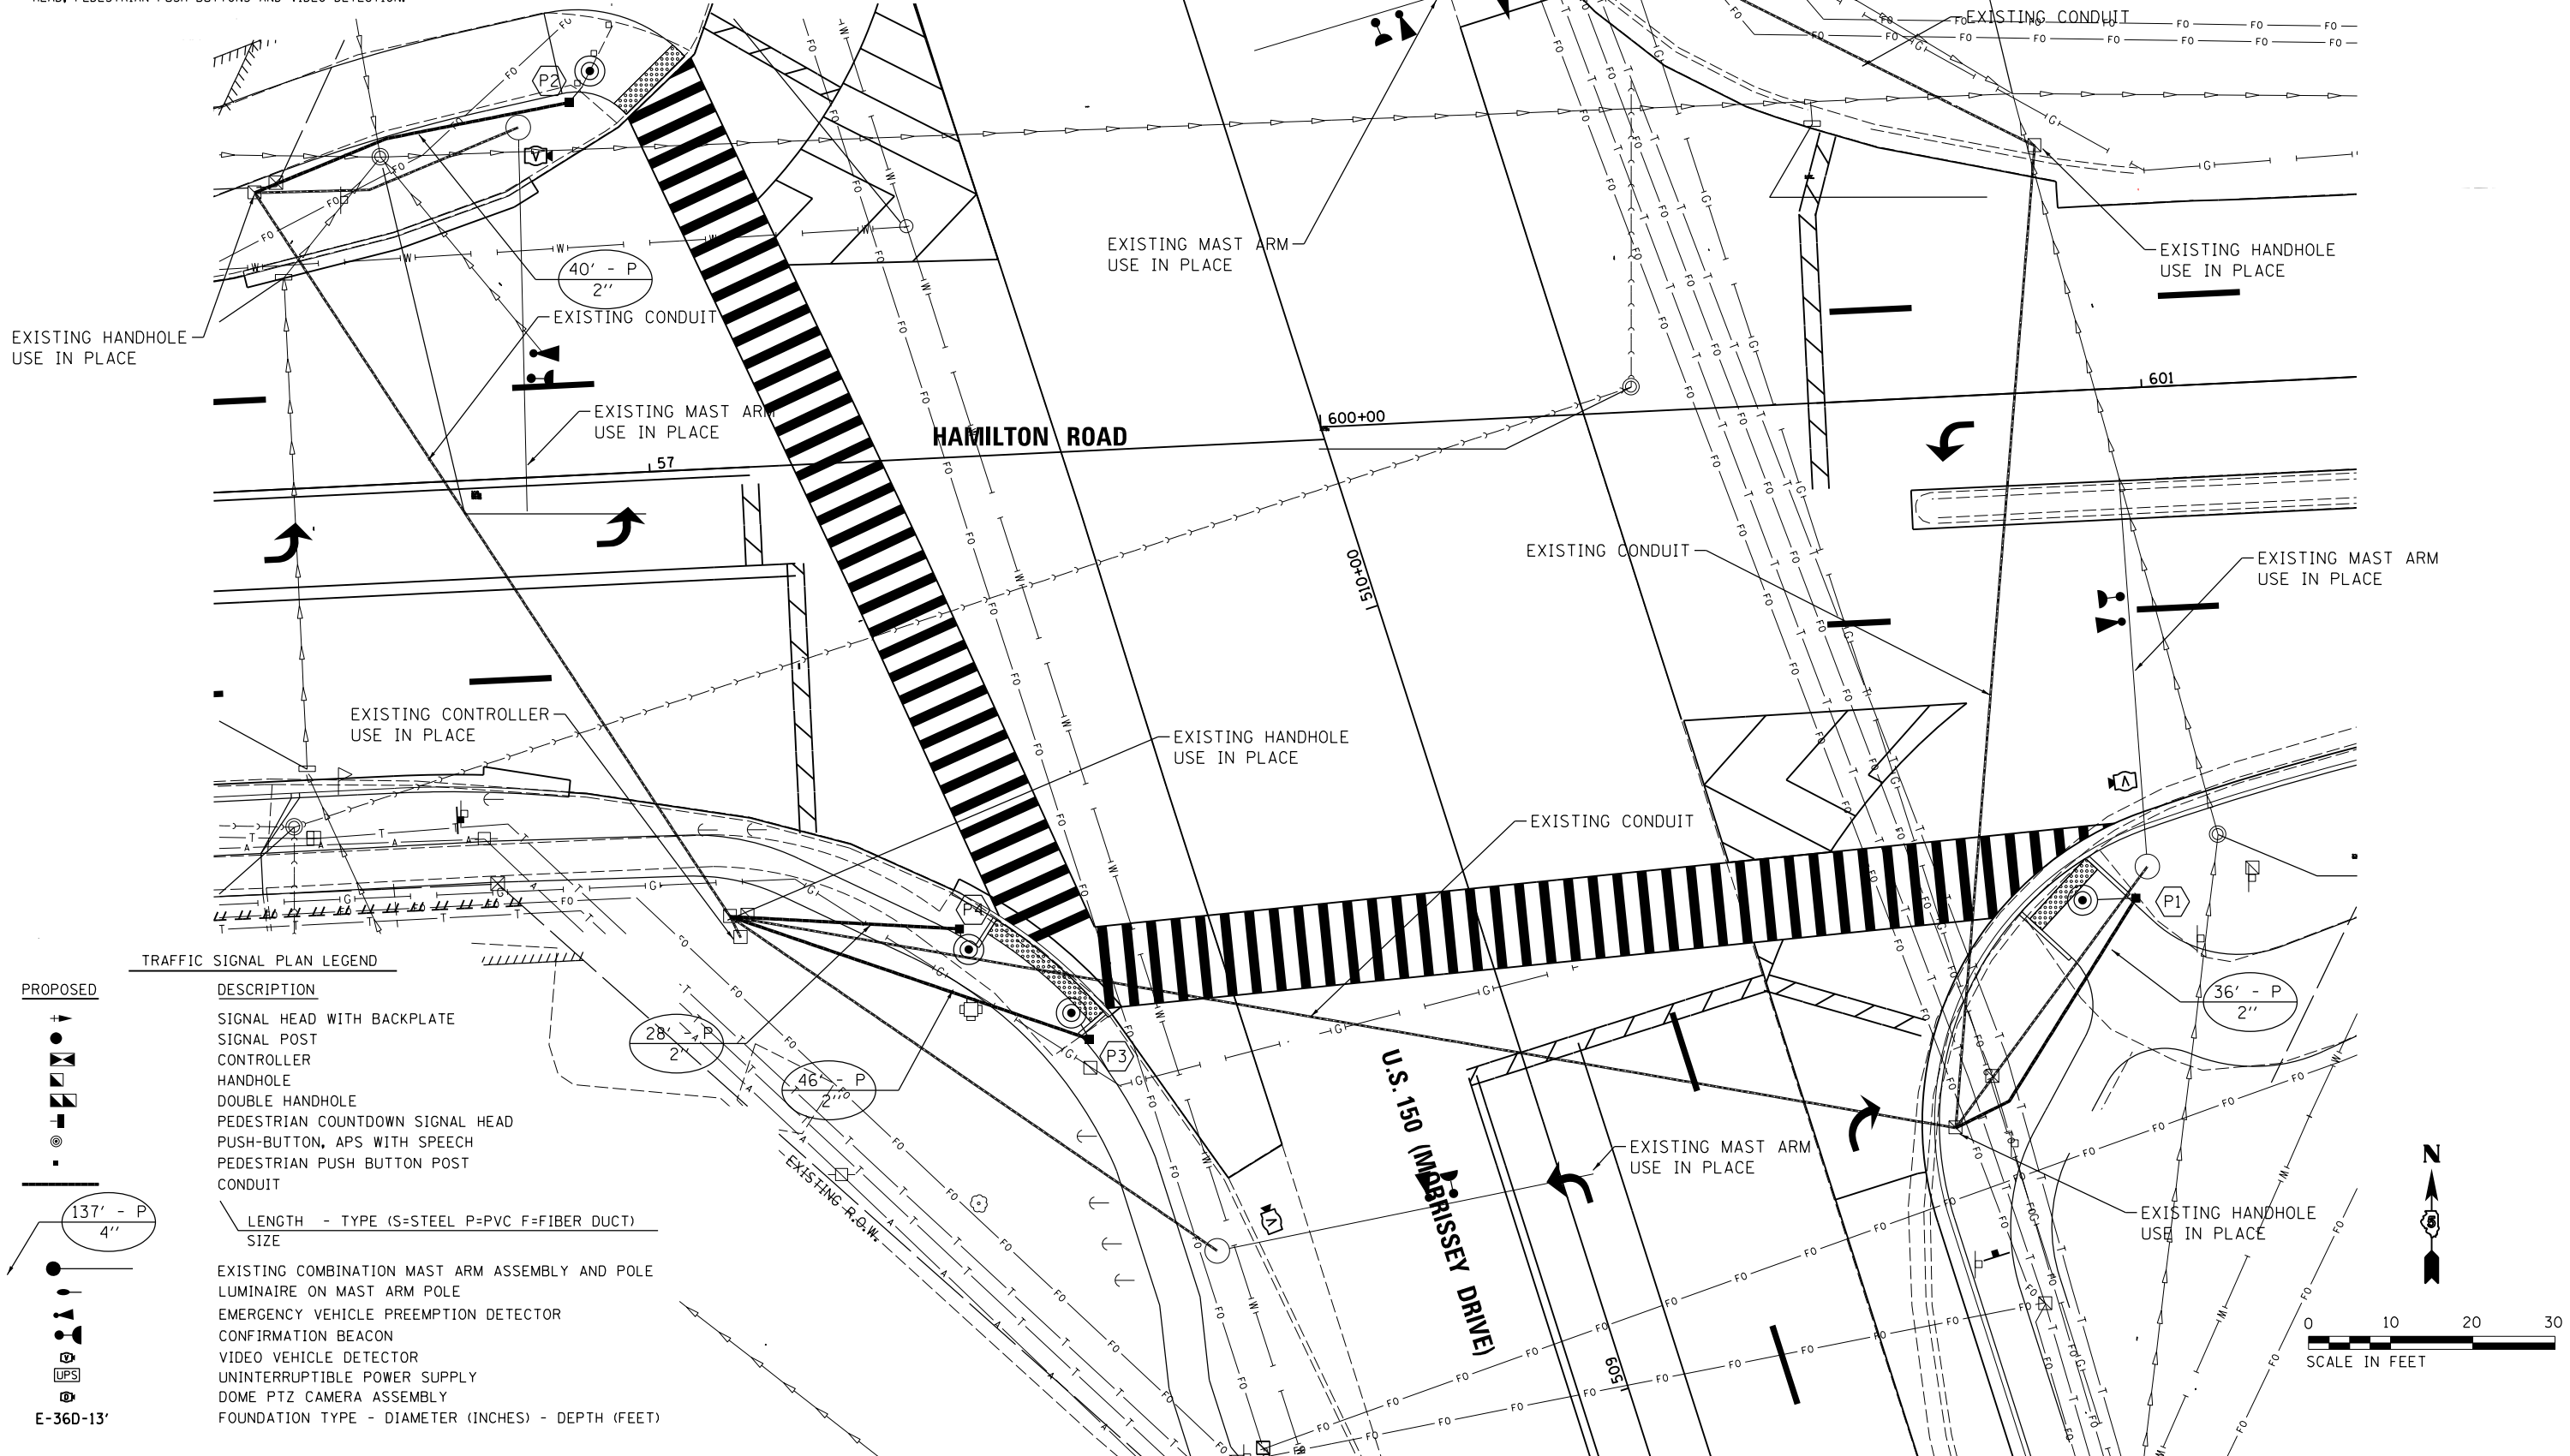 EXISTING CONDUIT
P2
EXISTING MAST ARM
USE IN PLACE
EXISTING HANDHOLE
USE IN PLACE
40' - P
2''
EXISTING CONDUIT
EXISTING HANDHOLE
USE IN PLACE
EXISTING MAST ARM
USE IN PLACE
HAMILTON ROAD
600+00
601
57
510+00
EXISTING CONDUIT
EXISTING MAST ARM
USE IN PLACE
EXISTING CONTROLLER
USE IN PLACE
EXISTING HANDHOLE
USE IN PLACE
EXISTING CONDUIT
P4
P1
P3
28' - P
2''
46' - P
2''
36' - P
2''
U.S. 150 (MORRISSEY DRIVE)
EXISTING MAST ARM
USE IN PLACE
EXISTING R.O.W.
EXISTING HANDHOLE
USE IN PLACE
509
TRAFFIC SIGNAL PLAN LEGEND
PROPOSED DESCRIPTION
SIGNAL HEAD WITH BACKPLATE
SIGNAL POST
CONTROLLER
HANDHOLE
DOUBLE HANDHOLE
PEDESTRIAN COUNTDOWN SIGNAL HEAD
PUSH-BUTTON, APS WITH SPEECH
PEDESTRIAN PUSH BUTTON POST
CONDUIT
137' - P
4''
LENGTH - TYPE (S=STEEL P=PVC F=FIBER DUCT)
SIZE
EXISTING COMBINATION MAST ARM ASSEMBLY AND POLE
LUMINAIRE ON MAST ARM POLE
EMERGENCY VEHICLE PREEMPTION DETECTOR
CONFIRMATION BEACON
VIDEO VEHICLE DETECTOR
UPS UNINTERRUPTIBLE POWER SUPPLY
DOME PTZ CAMERA ASSEMBLY
E-36D-13' FOUNDATION TYPE - DIAMETER (INCHES) - DEPTH (FEET)
N
5
0 10 20 30
SCALE IN FEET